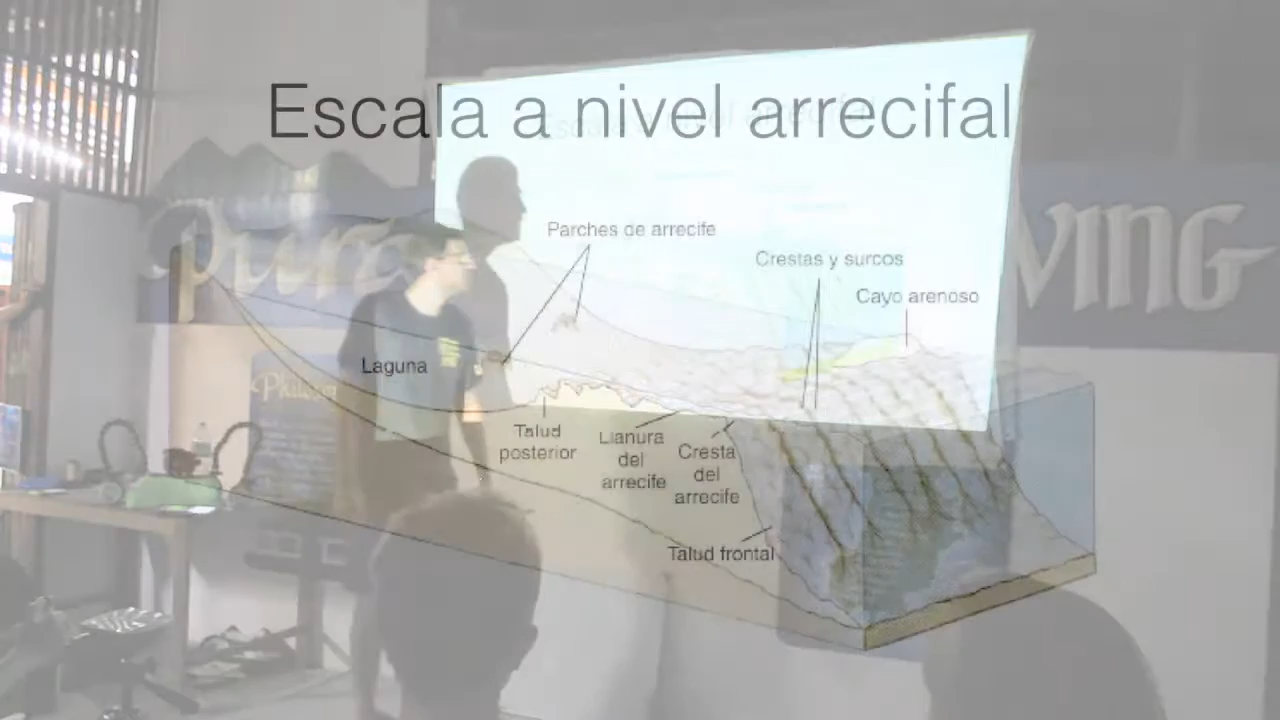 Escala a nivel arrecifal
Parches de arrecife
Crestas y surcos
Cayo arenoso
VING
Laguna
Talud
posterior
Llanura
del
arrecife
Cresta
del
arrecife
Talud frontal